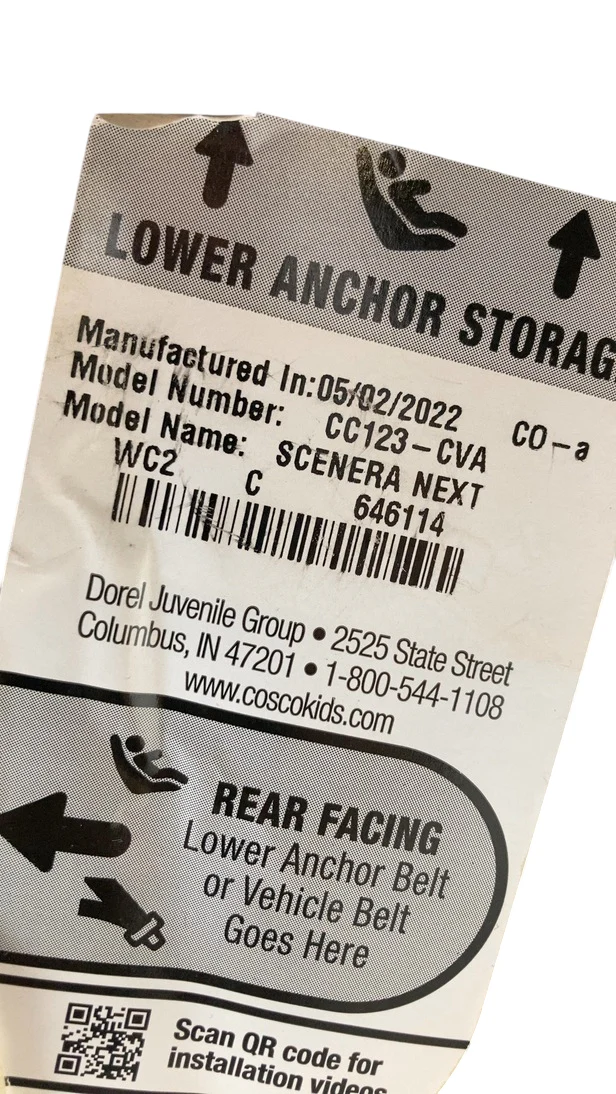 LOWER ANCHOR STORAG
Manufactured In: 05/02/2022 CO-a
Model Number: CC123-CVA
Model Name: SCENERA NEXT
WC2 C 646114
Dorel Juvenile Group • 2525 State Street
Columbus, IN 47201 • 1-800-544-1108
www.coscokids.com
REAR FACING
Lower Anchor Belt
or Vehicle Belt
Goes Here
Scan QR code for
installation videos